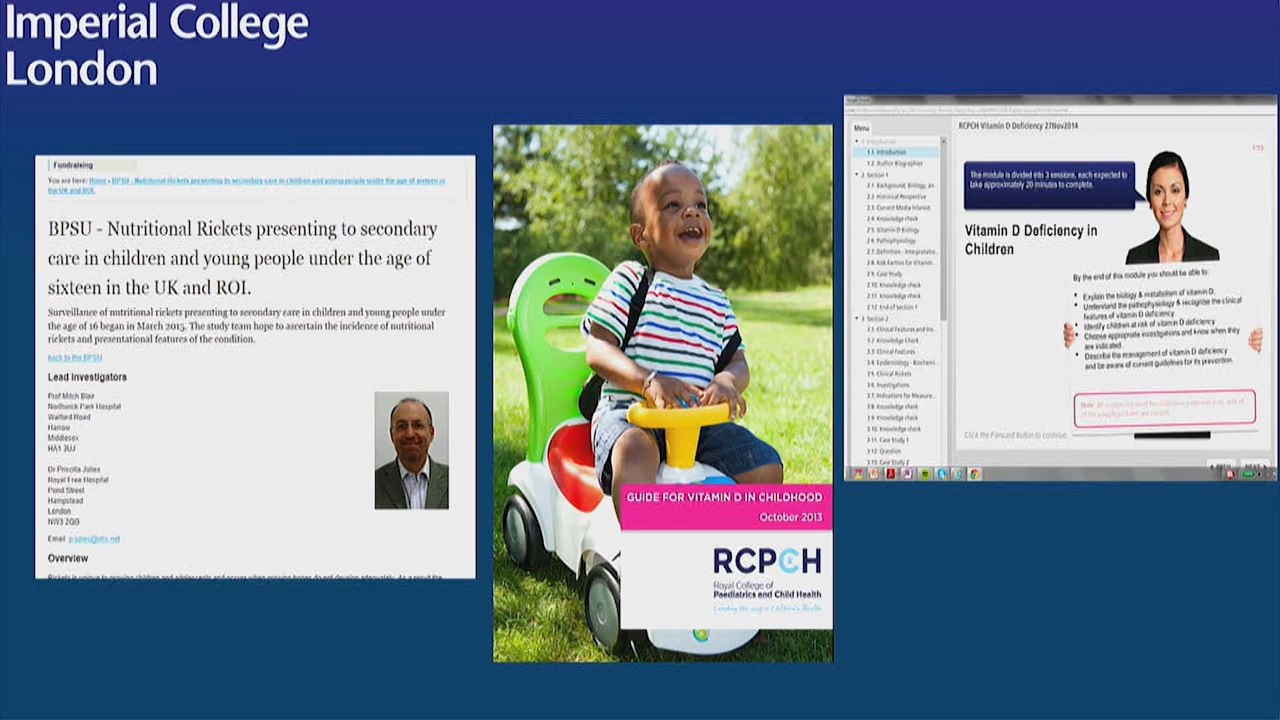 Imperial College
London
Fundraising
You are here: Home > BPSU - Nutritional Rickets presenting to secondary care in children and young people under the age of sixteen in
the UK and ROI.
BPSU - Nutritional Rickets presenting to secondary
care in children and young people under the age of
sixteen in the UK and ROI.
Surveillance of nutritional rickets presenting to secondary care in children and young people under
the age of 16 began in March 2015. The study team hope to ascertain the incidence of nutritional
rickets and presentational features of the condition.
back to the BPSU
Lead Investigators
Prof Mitch Blair
Northwick Park Hospital
Watford Road
Harrow
Middlesex
HA1 3UJ
Dr Priscilla Julies
Royal Free Hospital
Pond Street
Hampstead
London
NW3 2QG
Email:
Overview
GUIDE FOR VITAMIN D IN CHILDHOOD
October 2013
RCPCH
Royal College of
Paediatrics and Child Health
Leading the way in Children's Health
Menu
1. Introduction
1.1. Introduction
1.2. Author Biographies
2. Section 1
2.1. Background, Biology, an
2.2. Historical Perspective
2.3. Current Media Interest
2.4. Knowledge check
2.5. Vitamin D Biology
2.6. Pathophysiology
2.7. Definition - Interpretatio...
2.8. Risk Factors for Vitamin...
2.9. Case Study
2.10. Knowledge check
2.11. Knowledge check
2.12. End of Section 1
3. Section 2
3.1. Clinical Features and Inv...
3.2. Knowledge Check
3.3. Clinical Features
3.4. Epidemiology - Biochemi...
3.5. Clinical Rickets
3.6. Investigations
3.7. Indicators for Measure...
3.8. Knowledge check
3.9. Knowledge check
3.10. Knowledge check
3.11. Case Study 1
3.12. Question
3.13. Case Study 2
RCPCH Vitamin D Deficiency 27Nov2014
The module is divided into 3 sessions, each expected to
take approximately 20 minutes to complete.
Vitamin D Deficiency in
Children
By the end of this module you should be able to:
• Explain the biology & metabolism of vitamin D.
• Understand the pathophysiology & recognise the clinical
features of vitamin D deficiency
• Identify children at risk of vitamin D deficiency
• Choose appropriate investigations and know when they
are indicated.
• Describe the management of vitamin D deficiency
and be aware of current guidelines for its prevention.
Click the Forward Button to continue